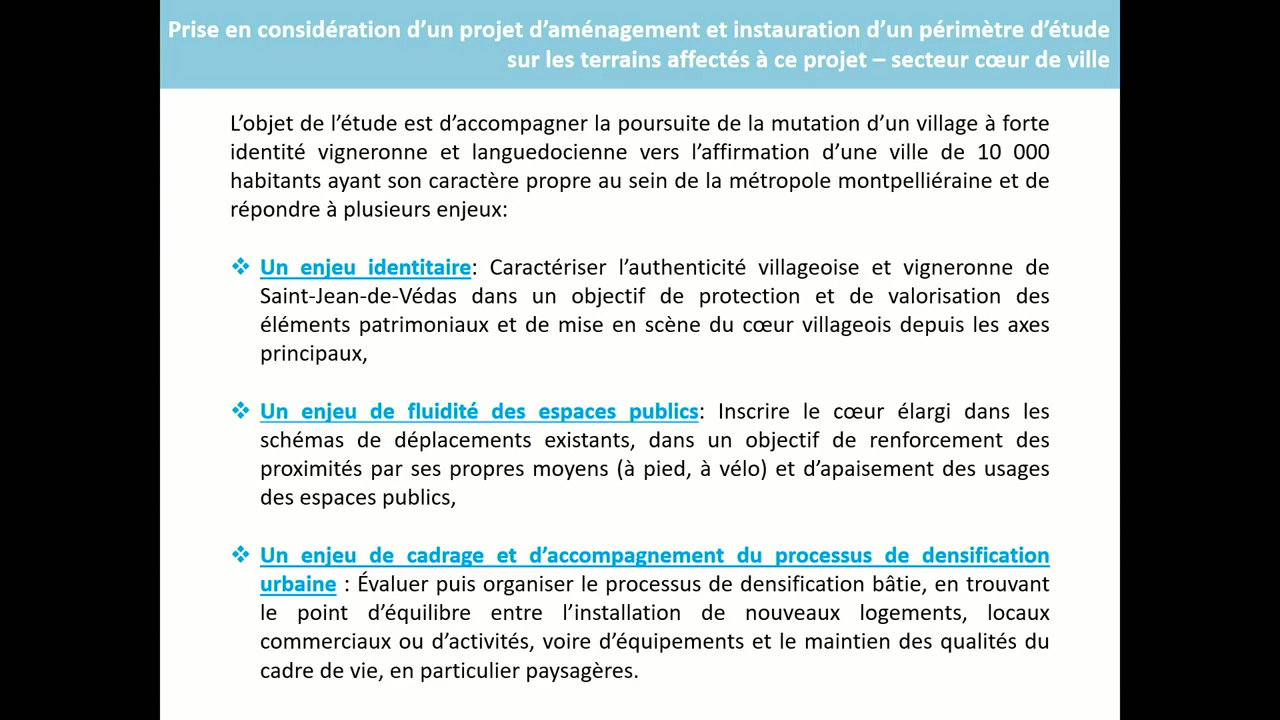 Prise en considération d’un projet d’aménagement et instauration d’un périmètre d’étude
sur les terrains affectés à ce projet – secteur cœur de ville
L’objet de l’étude est d’accompagner la poursuite de la mutation d’un village à forte
identité vigneronne et languedocienne vers l’affirmation d’une ville de 10 000
habitants ayant son caractère propre au sein de la métropole montpelliéraine et de
répondre à plusieurs enjeux:
❖ Un enjeu identitaire: Caractériser l’authenticité villageoise et vigneronne de
Saint-Jean-de-Védas dans un objectif de protection et de valorisation des
éléments patrimoniaux et de mise en scène du cœur villageois depuis les axes
principaux,
❖ Un enjeu de fluidité des espaces publics: Inscrire le cœur élargi dans les
schémas de déplacements existants, dans un objectif de renforcement des
proximités par ses propres moyens (à pied, à vélo) et d’apaisement des usages
des espaces publics,
❖ Un enjeu de cadrage et d’accompagnement du processus de densification
urbaine : Évaluer puis organiser le processus de densification bâtie, en trouvant
le point d’équilibre entre l’installation de nouveaux logements, locaux
commerciaux ou d’activités, voire d’équipements et le maintien des qualités du
cadre de vie, en particulier paysagères.